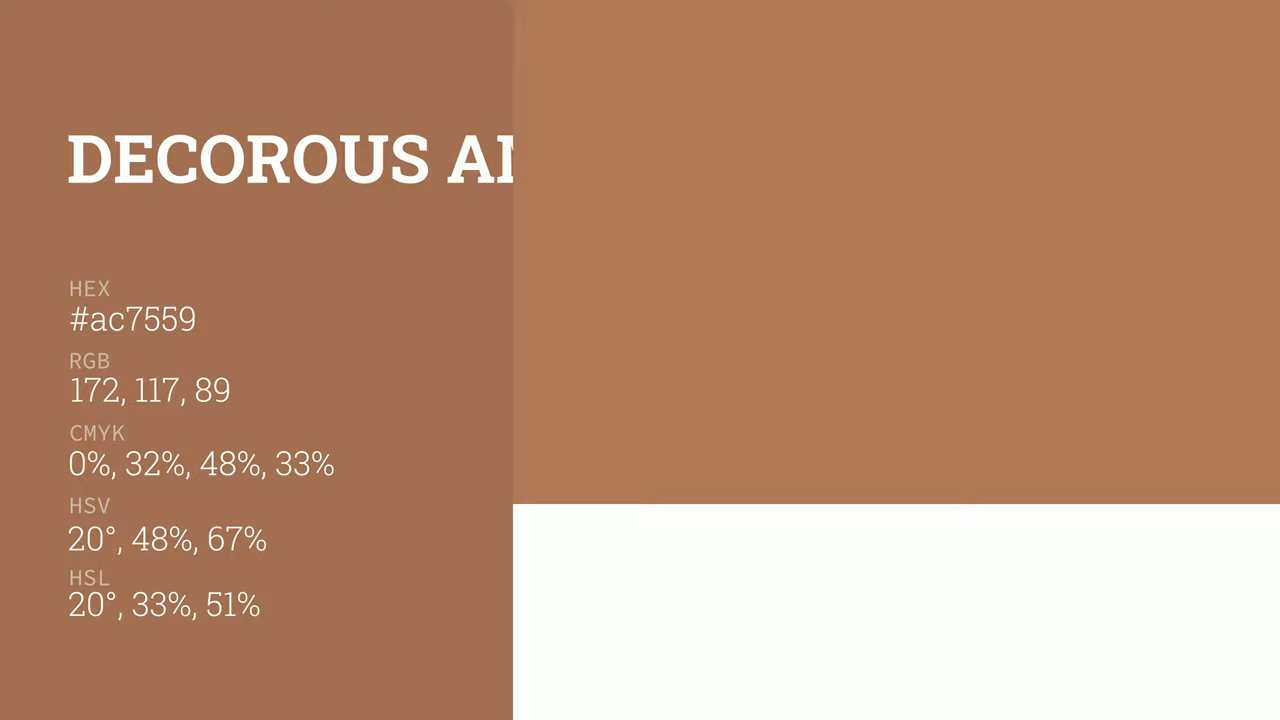 DECOROUS
HEX
#ac7559
RGB
172, 117, 89
CMYK
0%, 32%, 48%, 33%
HSV
20°, 48%, 67%
HSL
20°, 33%, 51%